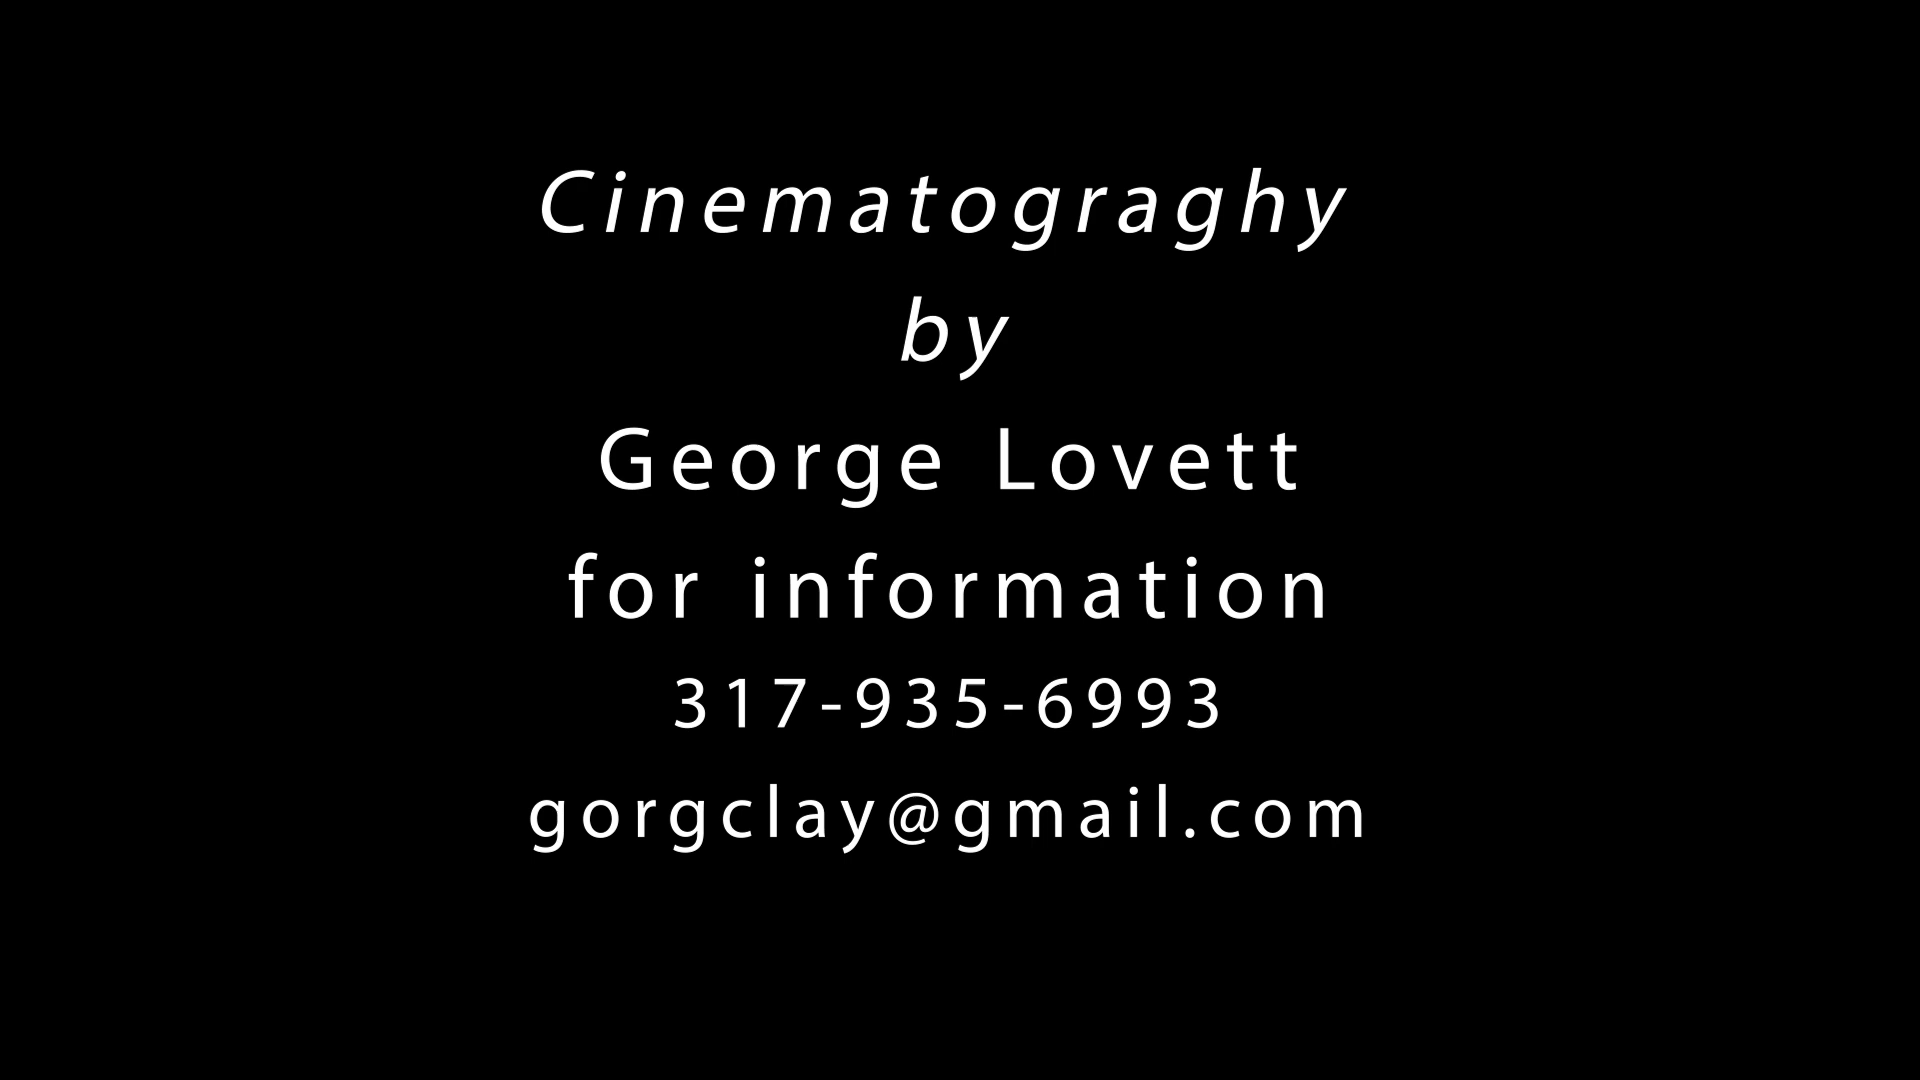 Cinematograghy
by
George Lovett
for information
317-935-6993
gorgclay@gmail.com